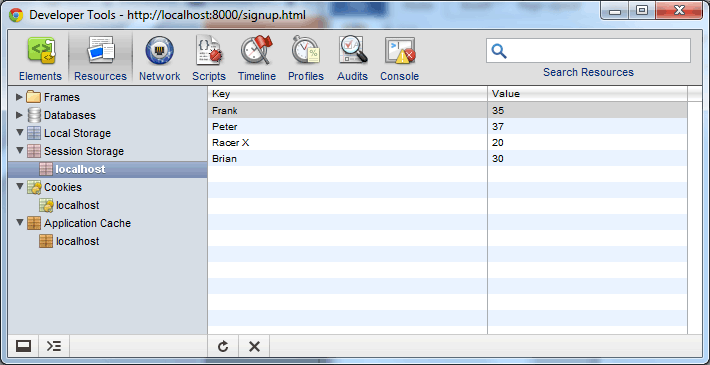 Developer Tools - http://localhost:8000/signup.html
Elements Resources Network Scripts Timeline Profiles Audits Console
Search Resources
Frames
Databases
Local Storage
Session Storage
localhost
Cookies
localhost
Application Cache
localhost
Key Value
Frank 35
Peter 37
Racer X 20
Brian 30